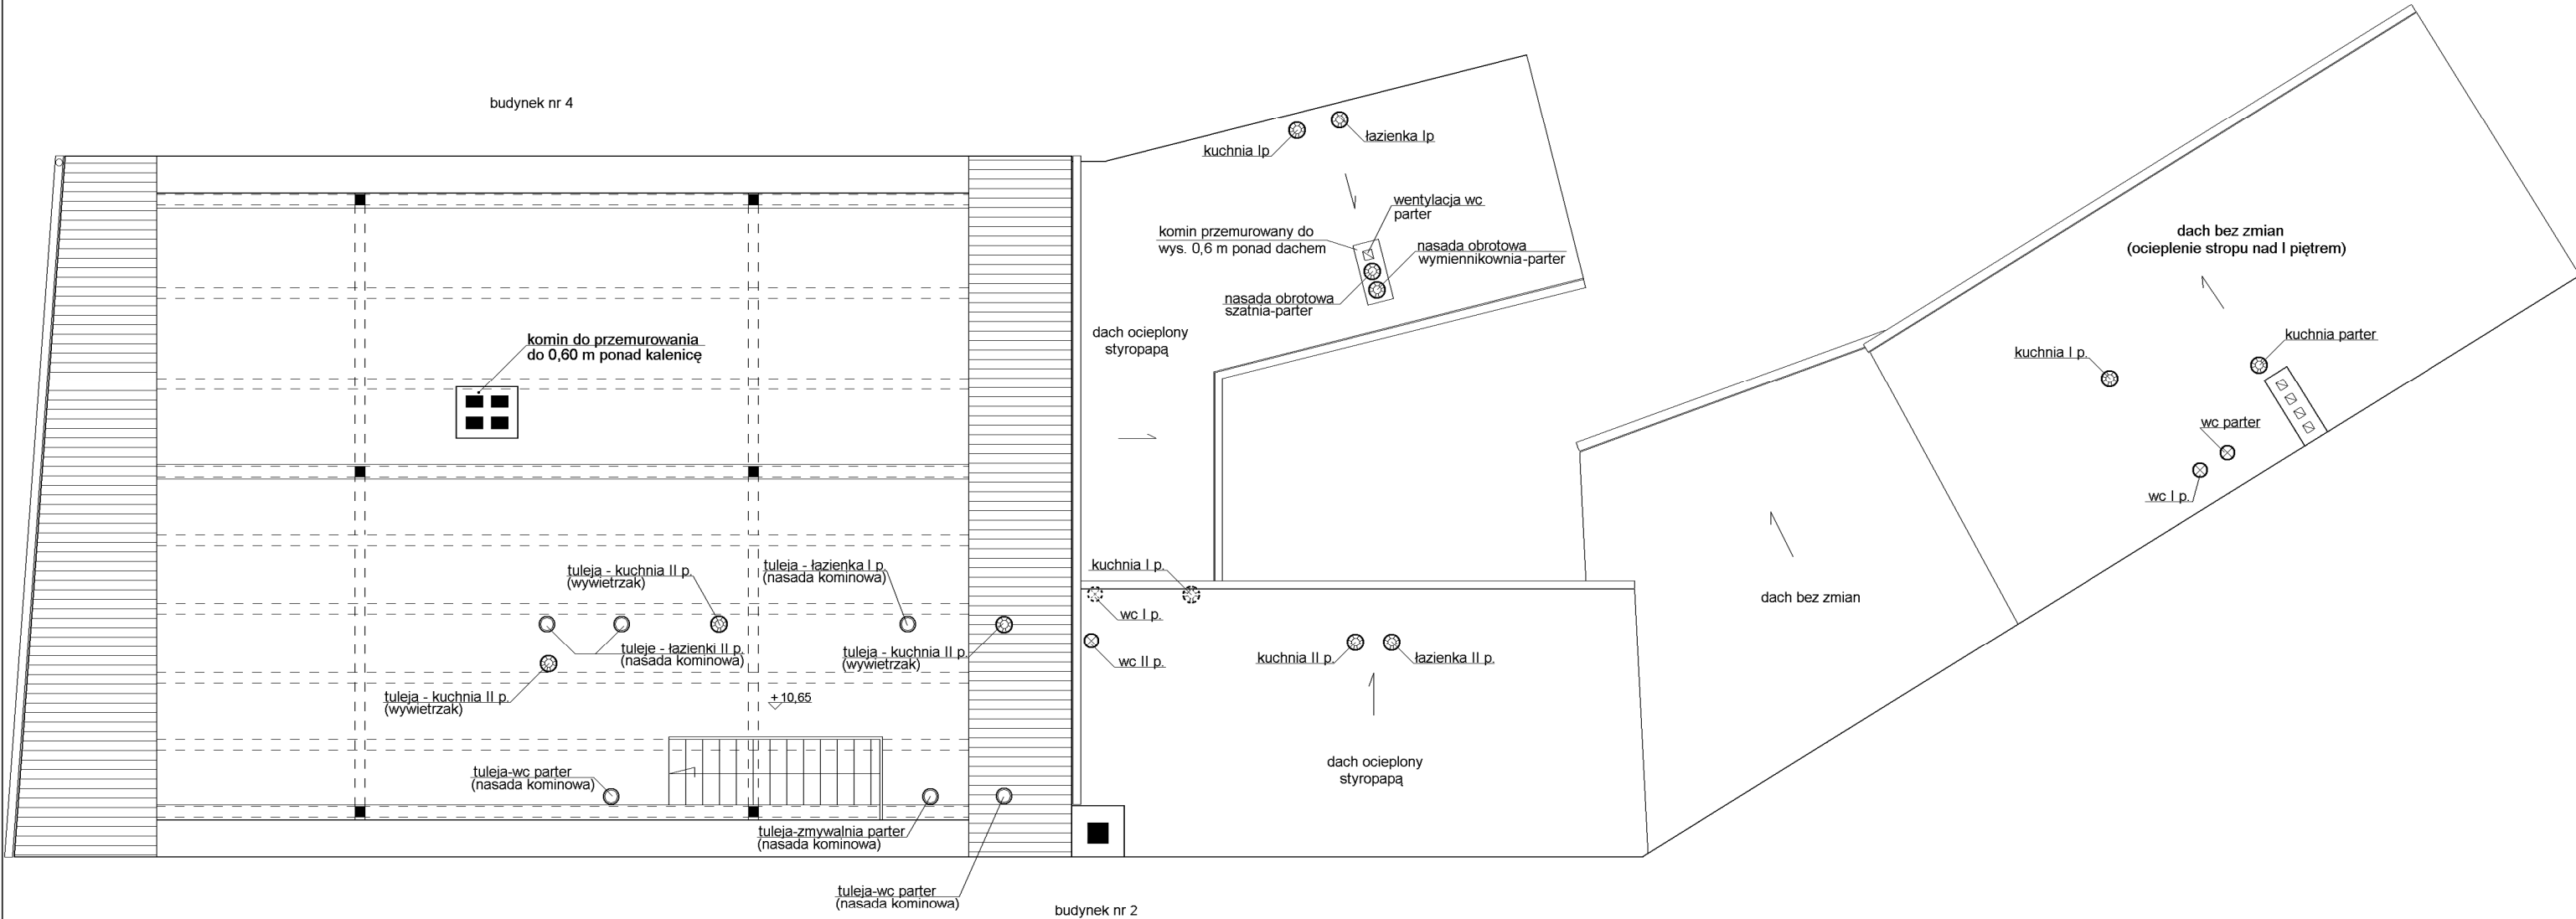 budynek nr 4
kuchnia Ip
łazienka Ip
wentylacja wc
parter
komin przemurowany do
wys. 0,6 m ponad dachem
nasada obrotowa
wymiennikownia-parter
nasada obrotowa
szatnia-parter
dach ocieplony
styropapą
dach bez zmian
(ocieplenie stropu nad I piętrem)
kuchnia parter
kuchnia I p.
wc parter
wc I p.
komin do przemurowania
do 0,60 m ponad kalenicę
tuleja - kuchnia II p.
(wywietrzak)
tuleja - łazienka I p.
(nasada kominowa)
kuchnia I p.
wc I p.
wc II p.
tuleje - łazienki II p.
(nasada kominowa)
tuleja - kuchnia II p.
(wywietrzak)
kuchnia II p.
łazienka II p.
dach bez zmian
tuleja - kuchnia II p.
(wywietrzak)
+10,65
dach ocieplony
styropapą
tuleja-wc parter
(nasada kominowa)
tuleja-zmywalnia parter
(nasada kominowa)
tuleja-wc parter
(nasada kominowa)
budynek nr 2